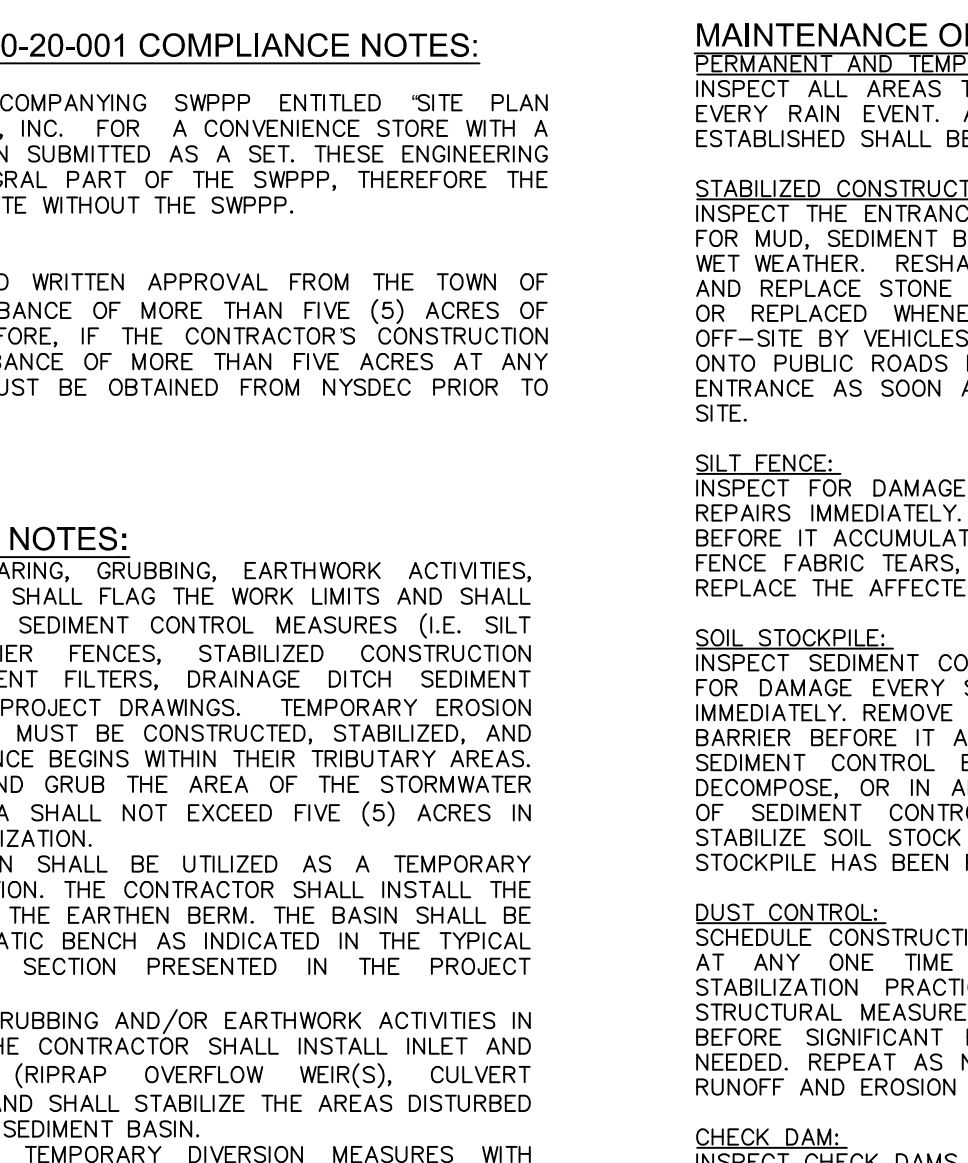 0-20-001 COMPLIANCE NOTES:
COMPANYING SWPPP ENTITLED “SITE PLAN
, INC. FOR A CONVENIENCE STORE WITH A
N SUBMITTED AS A SET. THESE ENGINEERING
GRAL PART OF THE SWPPP, THEREFORE THE
TE WITHOUT THE SWPPP.
D WRITTEN APPROVAL FROM THE TOWN OF
BANCE OF MORE THAN FIVE (5) ACRES OF
FORE, IF THE CONTRACTOR'S CONSTRUCTION
BANCE OF MORE THAN FIVE ACRES AT ANY
UST BE OBTAINED FROM NYSDEC PRIOR TO
NOTES:
ARING, GRUBBING, EARTHWORK ACTIVITIES,
SHALL FLAG THE WORK LIMITS AND SHALL
SEDIMENT CONTROL MEASURES (I.E. SILT
IER FENCES, STABILIZED CONSTRUCTION
ENT FILTERS, DRAINAGE DITCH SEDIMENT
PROJECT DRAWINGS. TEMPORARY EROSION
MUST BE CONSTRUCTED, STABILIZED, AND
NCE BEGINS WITHIN THEIR TRIBUTARY AREAS.
ND GRUB THE AREA OF THE STORMWATER
A SHALL NOT EXCEED FIVE (5) ACRES IN
IZATION.
N SHALL BE UTILIZED AS A TEMPORARY
TION. THE CONTRACTOR SHALL INSTALL THE
THE EARTHEN BERM. THE BASIN SHALL BE
ATIC BENCH AS INDICATED IN THE TYPICAL
SECTION PRESENTED IN THE PROJECT
RUBBING AND/OR EARTHWORK ACTIVITIES IN
HE CONTRACTOR SHALL INSTALL INLET AND
(RIPRAP OVERFLOW WEIR(S), CULVERT
AND SHALL STABILIZE THE AREAS DISTURBED
SEDIMENT BASIN.
TEMPORARY DIVERSION MEASURES WITH
MAINTENANCE O
PERMANENT AND TEMP
INSPECT ALL AREAS T
EVERY RAIN EVENT. A
ESTABLISHED SHALL BE
STABILIZED CONSTRUCT
INSPECT THE ENTRANC
FOR MUD, SEDIMENT B
WET WEATHER. RESHA
AND REPLACE STONE
OR REPLACED WHENE
OFF-SITE BY VEHICLES
ONTO PUBLIC ROADS
ENTRANCE AS SOON A
SITE.
SILT FENCE:
INSPECT FOR DAMAGE
REPAIRS IMMEDIATELY.
BEFORE IT ACCUMULAT
FENCE FABRIC TEARS,
REPLACE THE AFFECTE
SOIL STOCKPILE:
INSPECT SEDIMENT CO
FOR DAMAGE EVERY S
IMMEDIATELY. REMOVE
BARRIER BEFORE IT A
SEDIMENT CONTROL B
DECOMPOSE, OR IN A
OF SEDIMENT CONTRO
STABILIZE SOIL STOCK
STOCKPILE HAS BEEN
DUST CONTROL:
SCHEDULE CONSTRUCTI
AT ANY ONE TIME
STABILIZATION PRACTI
STRUCTURAL MEASURE
BEFORE SIGNIFICANT
NEEDED. REPEAT AS N
RUNOFF AND EROSION
CHECK DAM:
INSPECT CHECK DAMS